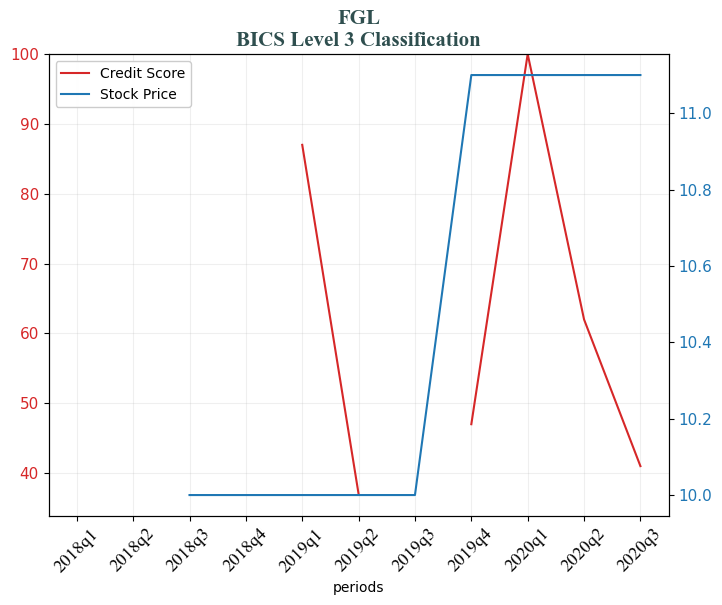 FGL
BICS Level 3 Classification
Credit Score
Stock Price
100
90
80
70
60
50
40
11.0
10.8
10.6
10.4
10.2
10.0
2018q1
2018q2
2018q3
2018q4
2019q1
2019q2
2019q3
2019q4
2020q1
2020q2
2020q3
periods